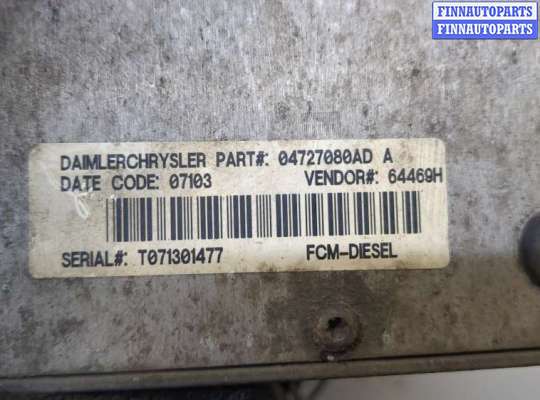 FINNAUTOPARTS
FINNAUTOPARTS
DAIMLERCHRYSLER PART#: 04727080AD A
DATE CODE: 07103 VENDOR#: 64469H
SERIAL#: T071301477 FCM-DIESEL